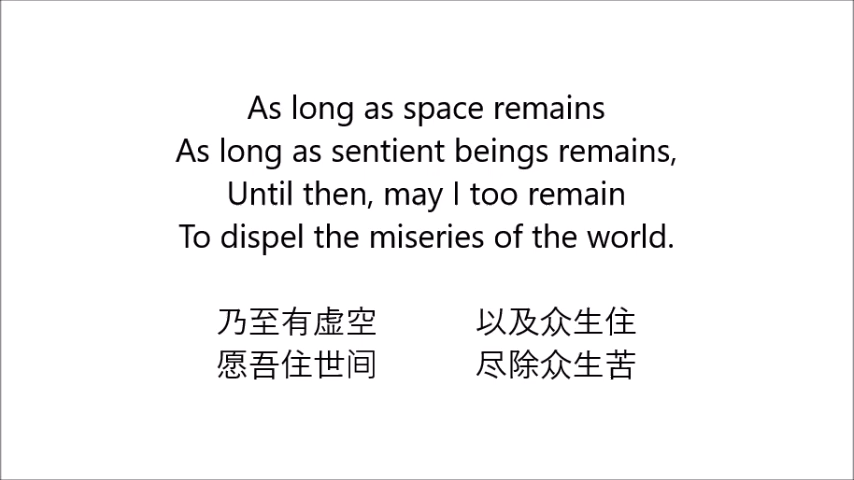 As long as space remains
As long as sentient beings remains,
Until then, may I too remain
To dispel the miseries of the world.
乃至有虚空 以及众生住
愿吾住世间 尽除众生苦